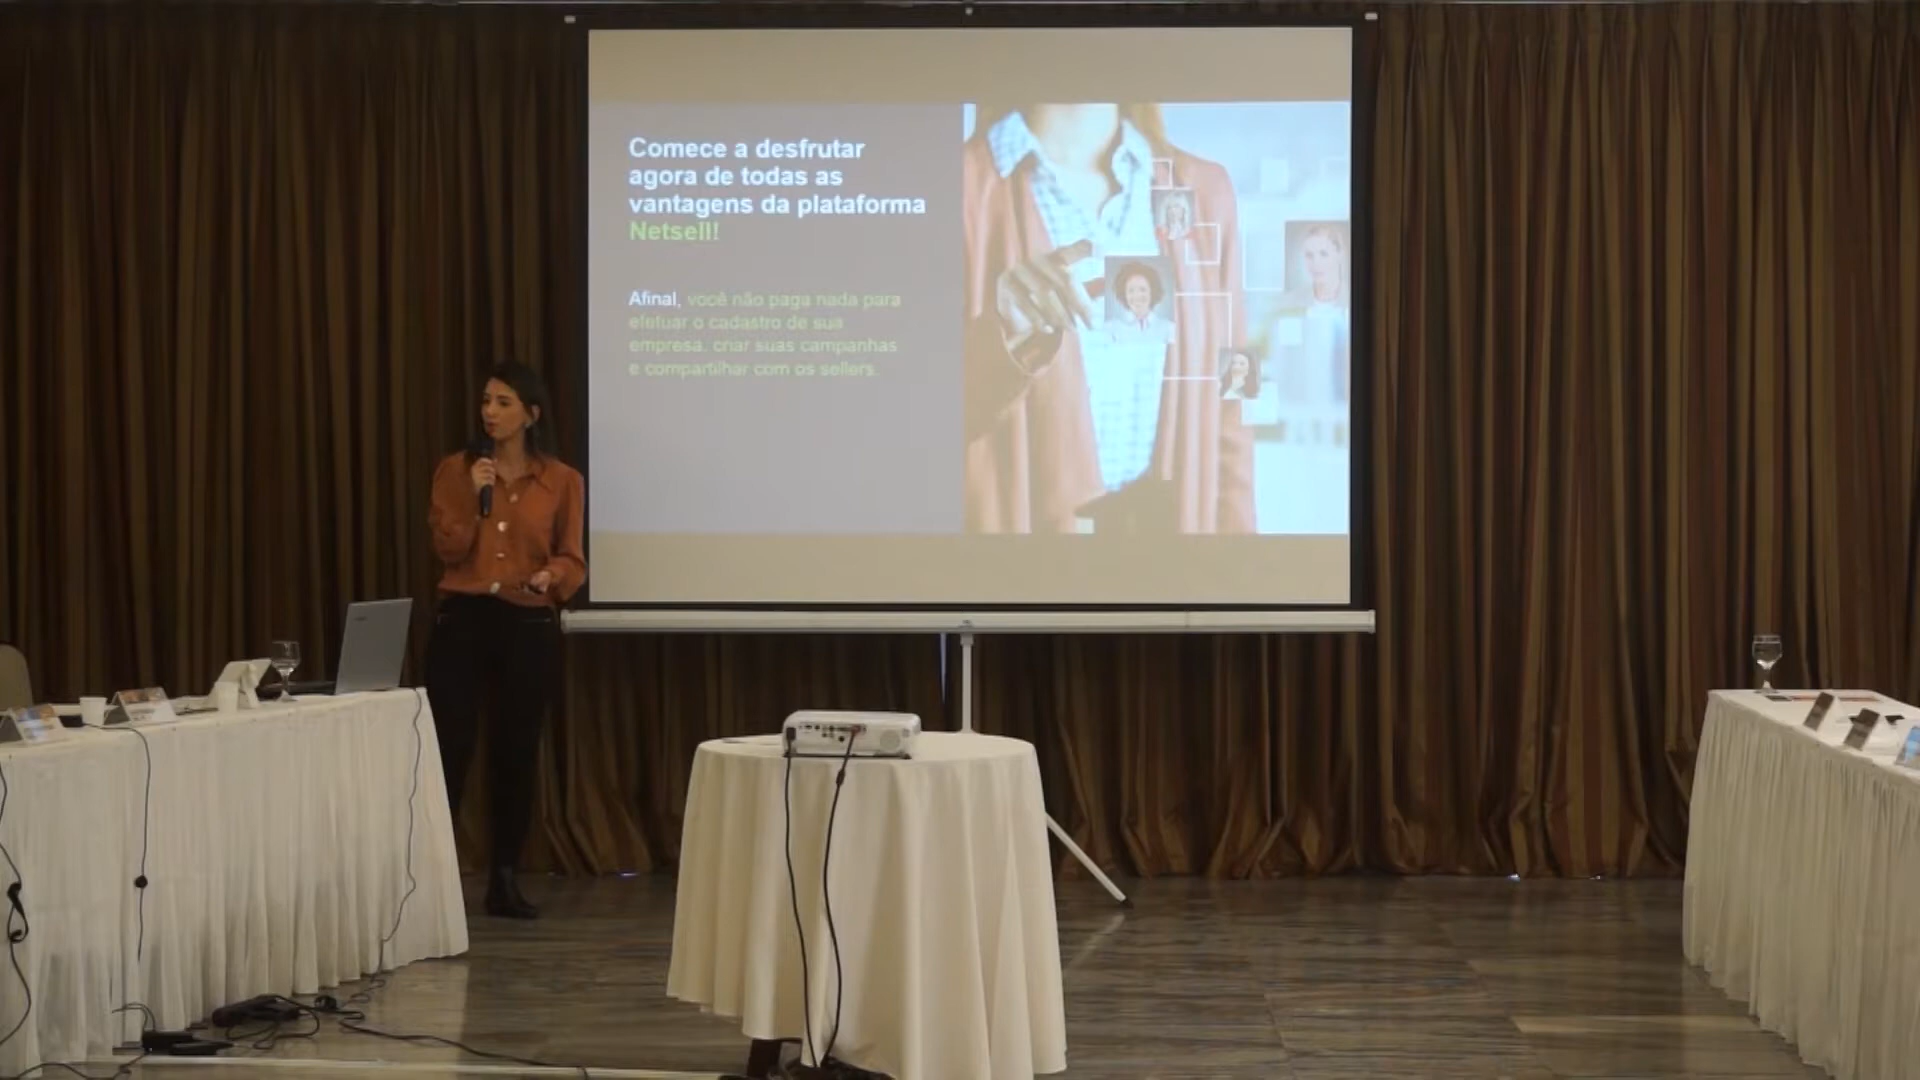 Comece a desfrutar
agora de todas as
vantagens da plataforma
Netsell!
Afinal, você não paga nada para
efetuar o cadastro de sua
empresa, criar suas campanhas
e compartilhar com os sellers.